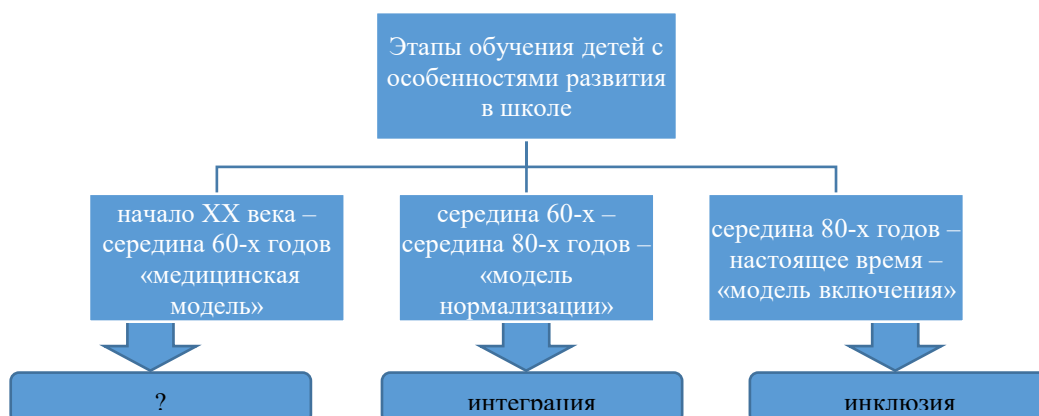 Этапы обучения детей с
особенностями развития
в школе
начало XX века –
середина 60-х годов
«медицинская
модель»
середина 60-х –
середина 80-х годов –
«модель
нормализации»
середина 80-х годов –
настоящее время –
«модель включения»
?
интеграция
инклюзия